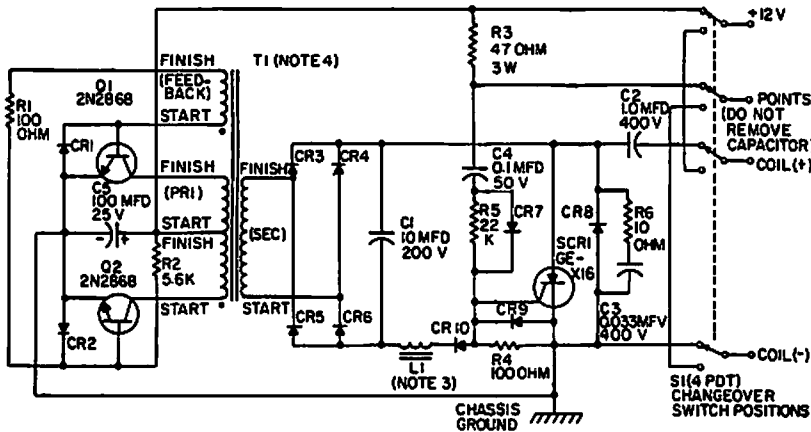 +12 V
R3
47 OHM
3 W
FINISH
T1 (NOTE 4)
(FEED-
BACK)
Q1
2N2868
START
R1
100
OHM
CR1
C2
1.0 MFD
400 V
POINTS
(DO NOT
REMOVE
CAPACITOR)
COIL (+)
FINISH
C5
100 MFD
25 V
(PRI)
FINISH
CR3
CR4
C4
0.1 MFD
50 V
R5
22
K
CR7
CR8
R6
10
OHM
START
- +
FINISH
(SEC)
C1
10 MFD
200 V
Q2
2N2868
R2
5.6K
SCR1
GE-
X16
START
START
CR2
CR5
CR6
CR10
CR9
C3
0.033 MFV
400 V
L1
(NOTE 3)
R4
100 OHM
COIL (-)
S1 (4 PDT)
CHANGEOVER
SWITCH POSITIONS
CHASSIS
GROUND